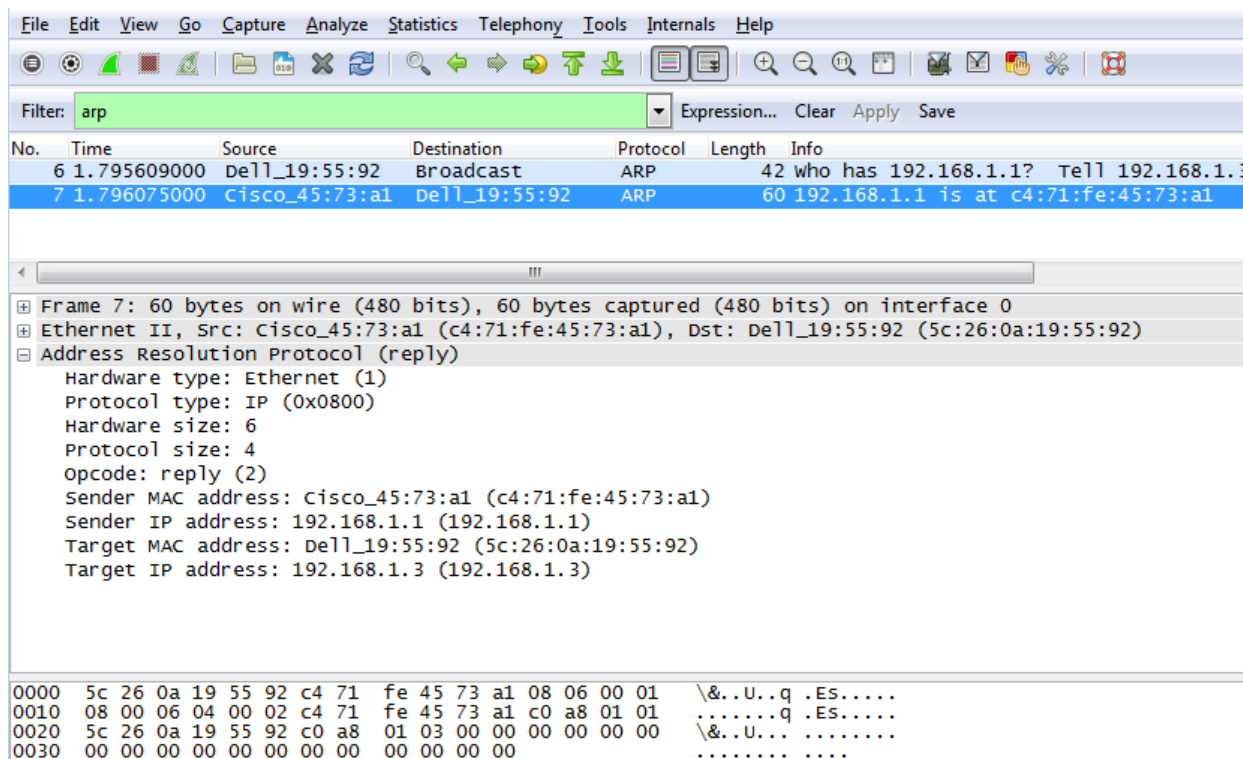 File Edit View Go Capture Analyze Statistics Telephony Tools Internals Help
Filter: arp Expression... Clear Apply Save
No. Time Source Destination Protocol Length Info
6 1.795609000 Dell_19:55:92 Broadcast ARP 42 who has 192.168.1.1? Tell 192.168.1.3
7 1.796075000 Cisco_45:73:a1 Dell_19:55:92 ARP 60 192.168.1.1 is at c4:71:fe:45:73:a1
Frame 7: 60 bytes on wire (480 bits), 60 bytes captured (480 bits) on interface 0
Ethernet II, Src: Cisco_45:73:a1 (c4:71:fe:45:73:a1), Dst: Dell_19:55:92 (5c:26:0a:19:55:92)
Address Resolution Protocol (reply)
Hardware type: Ethernet (1)
Protocol type: IP (0x0800)
Hardware size: 6
Protocol size: 4
Opcode: reply (2)
Sender MAC address: Cisco_45:73:a1 (c4:71:fe:45:73:a1)
Sender IP address: 192.168.1.1 (192.168.1.1)
Target MAC address: Dell_19:55:92 (5c:26:0a:19:55:92)
Target IP address: 192.168.1.3 (192.168.1.3)
0000 5c 26 0a 19 55 92 c4 71 fe 45 73 a1 08 06 00 01 \&..U..q .Es.....
0010 08 00 06 04 00 02 c4 71 fe 45 73 a1 c0 a8 01 01 .......q .Es.....
0020 5c 26 0a 19 55 92 c0 a8 01 03 00 00 00 00 00 00 \&..U... ........
0030 00 00 00 00 00 00 00 00 00 00 00 00 ........ ....